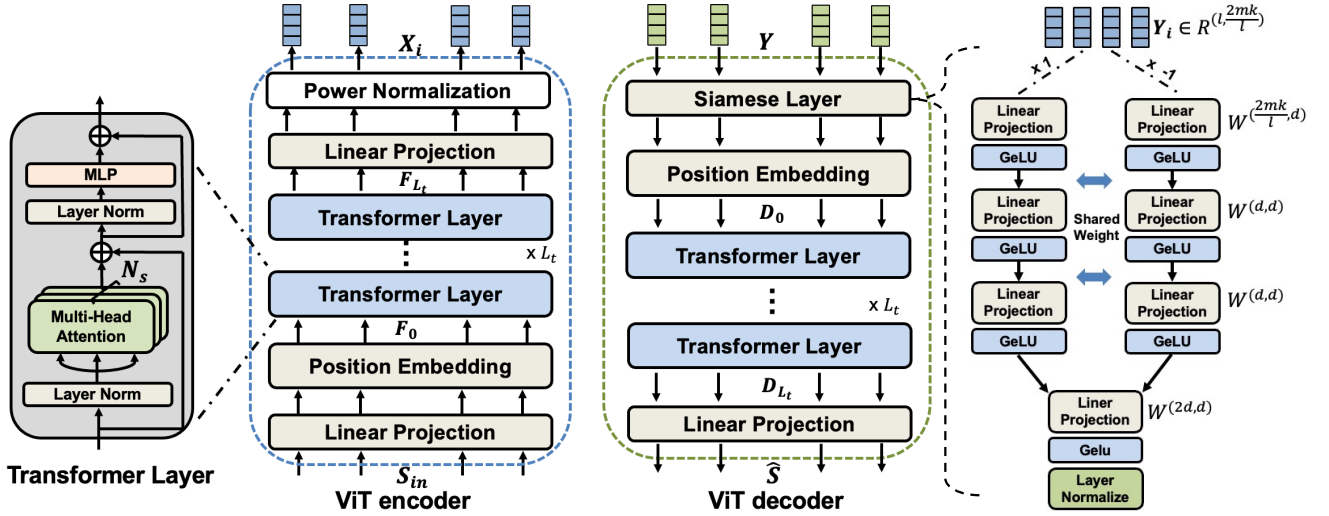 MLP
Layer Norm
N_s
Multi-Head
Attention
Layer Norm
Transformer Layer
X_i
Power Normalization
Linear Projection
F_{L_t}
Transformer Layer
x L_t
Transformer Layer
F_0
Position Embedding
Linear Projection
S_{in}
ViT encoder
Y
Siamese Layer
Position Embedding
D_0
Transformer Layer
x L_t
Transformer Layer
D_{L_t}
Linear Projection
Ŝ
ViT decoder
Y_i ∈ R^{(l, \frac{2mk}{l})}
x 1
x -1
Linear
Projection
GeLU
Linear
Projection
GeLU
Linear
Projection
GeLU
Shared
Weight
Linear
Projection
W^{(\frac{2mk}{l}, d)}
GeLU
Linear
Projection
W^{(d,d)}
GeLU
Linear
Projection
W^{(d,d)}
GeLU
Liner
Projection
W^{(2d,d)}
Gelu
Layer
Normalize